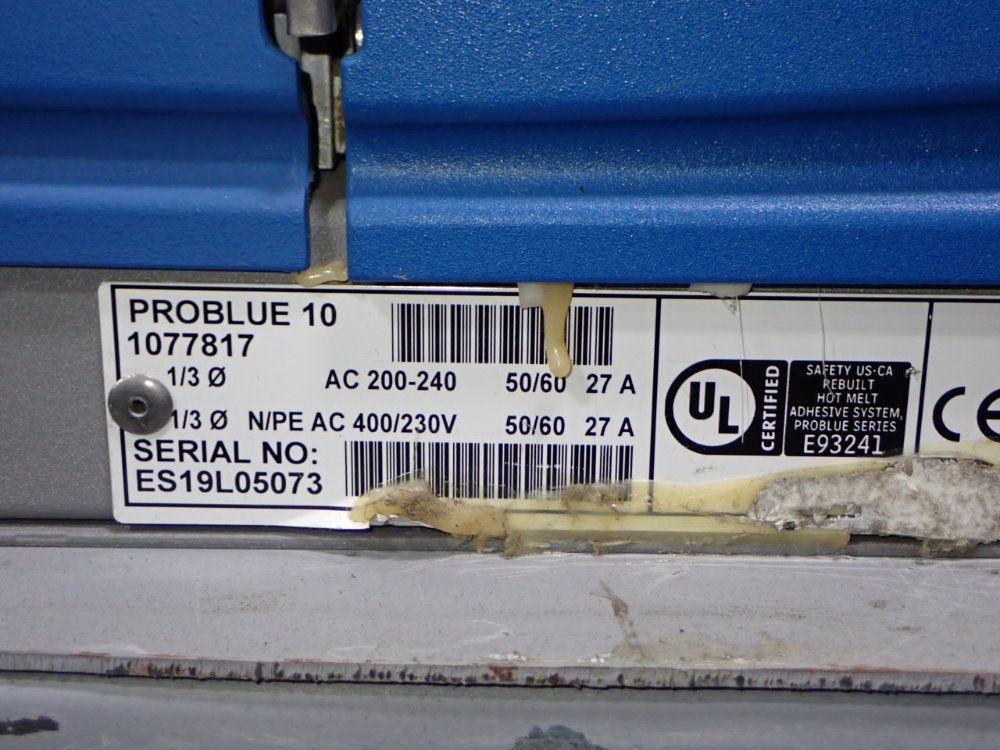 PROBLUE 10
1077817
1/3 Ø AC 200-240 50/60 27 A
1/3 Ø N/PE AC 400/230V 50/60 27 A
SERIAL NO:
ES19L05073
UL
CERTIFIED
SAFETY US·CA
REBUILT
HOT MELT
ADHESIVE SYSTEM,
PROBLUE SERIES
E93241
CE